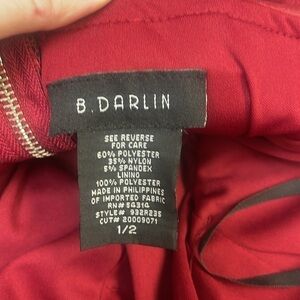 B. DARLIN
SEE REVERSE
FOR CARE
60% POLYESTER
35% NYLON
5% SPANDEX
LINING
100% POLYESTER
MADE IN PHILIPPINES
OF IMPORTED FABRIC
RN# 54314
STYLE# 932R235
CUT# 20009071
1/2